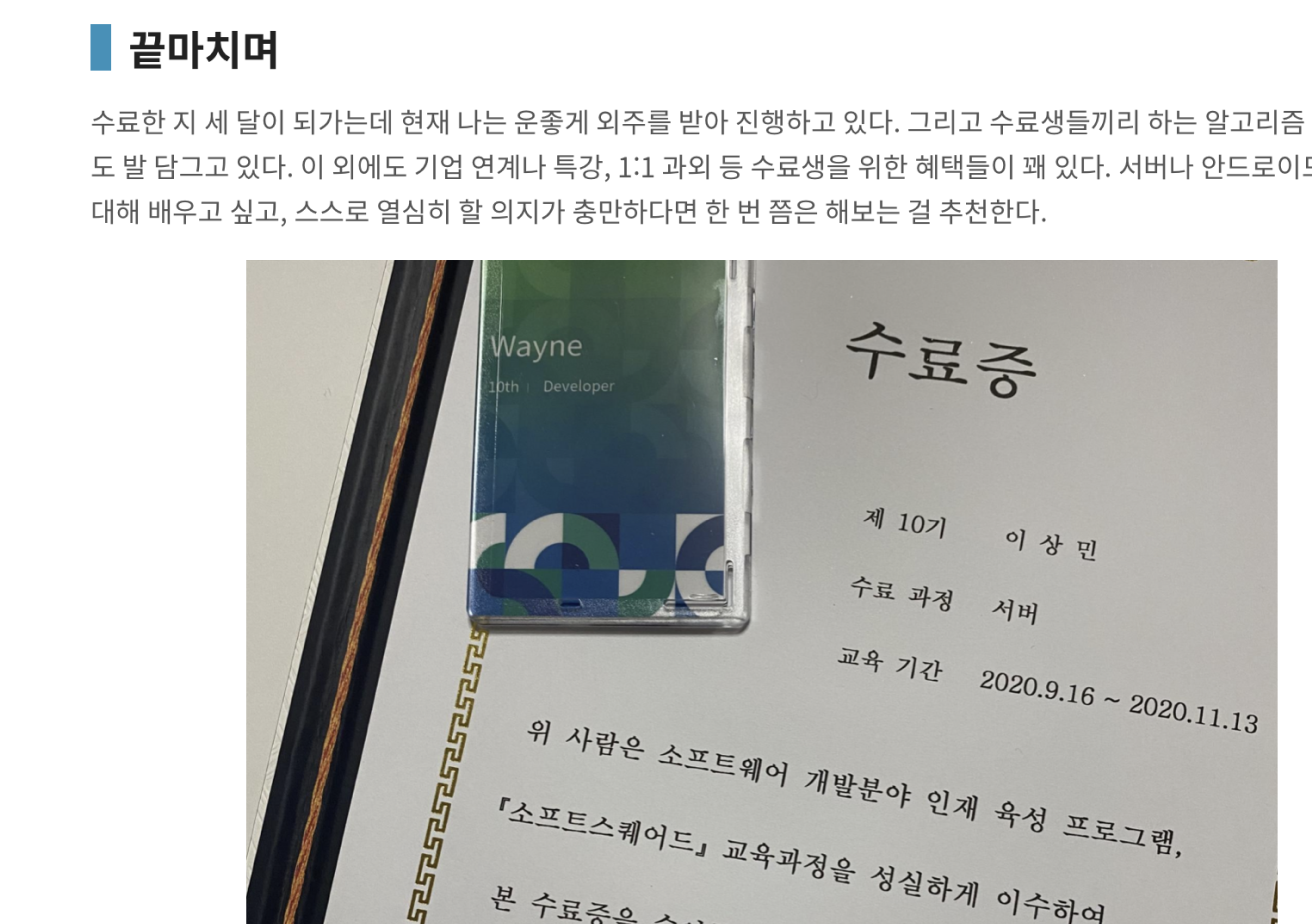 끝마치며
수료한 지 세 달이 되가는데 현재 나는 운좋게 외주를 받아 진행하고 있다. 그리고 수료생들끼리 하는 알고리즘
도 발 담그고 있다. 이 외에도 기업 연계나 특강, 1:1 과외 등 수료생을 위한 혜택들이 꽤 있다. 서버나
대해 배우고 싶고, 스스로 열심히 할 의지가 충만하다면 한 번 쯤은 해보는 걸 추천한다.
Wayne
10th | Developer
수료증
제 10기 이 상 민
수료 과정 서버
교육 기간 2020.9.16 ~ 2020.11.13
위 사람은 소프트웨어 개발분야 인재 육성 프로그램,
『소프트스퀘어드』 교육과정을 성실하게 이수하여
본 수료증을